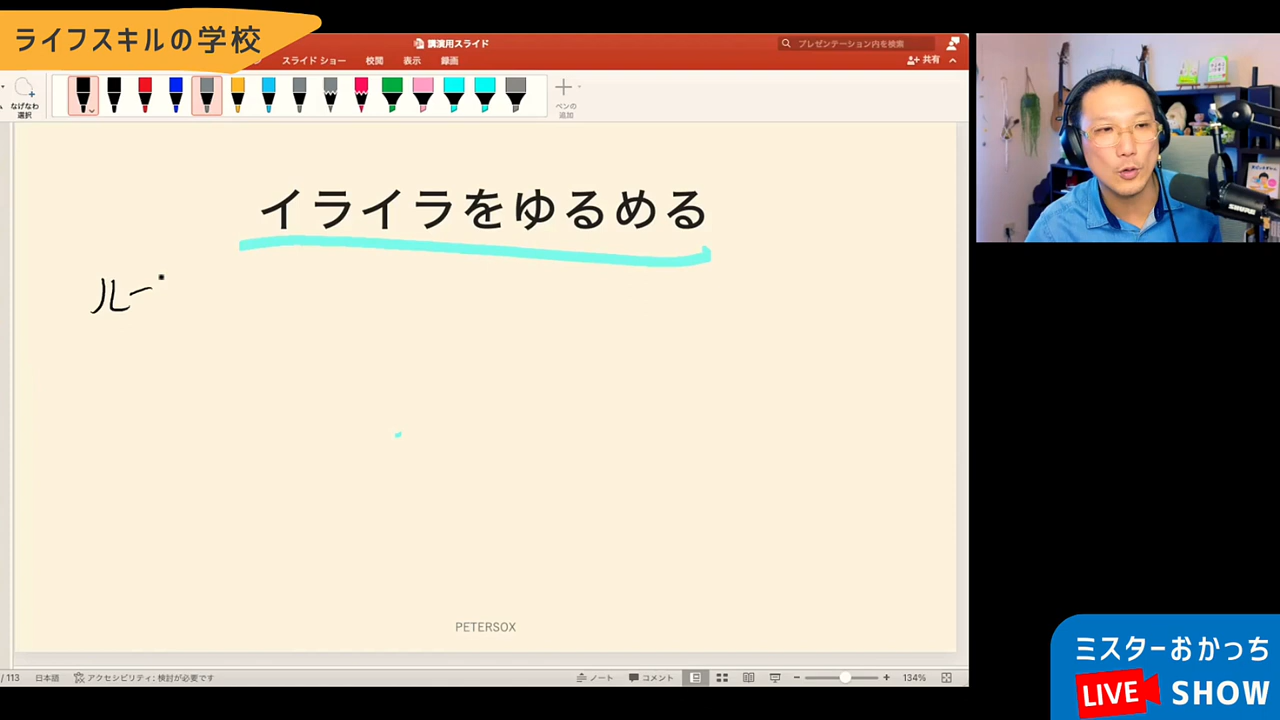 ライフスキルの学校
講演用スライド
プレゼンテーション内を検索
スライド ショー
校閲
表示
録画
共有
なげなわ
選択
ペンの
追加
イライラをゆるめる
ルー
PETERSOX
SHURE
/ 113
日本語
アクセシビリティ: 検討が必要です
ノート
コメント
134%
ミスターおかっち
LIVE
SHOW